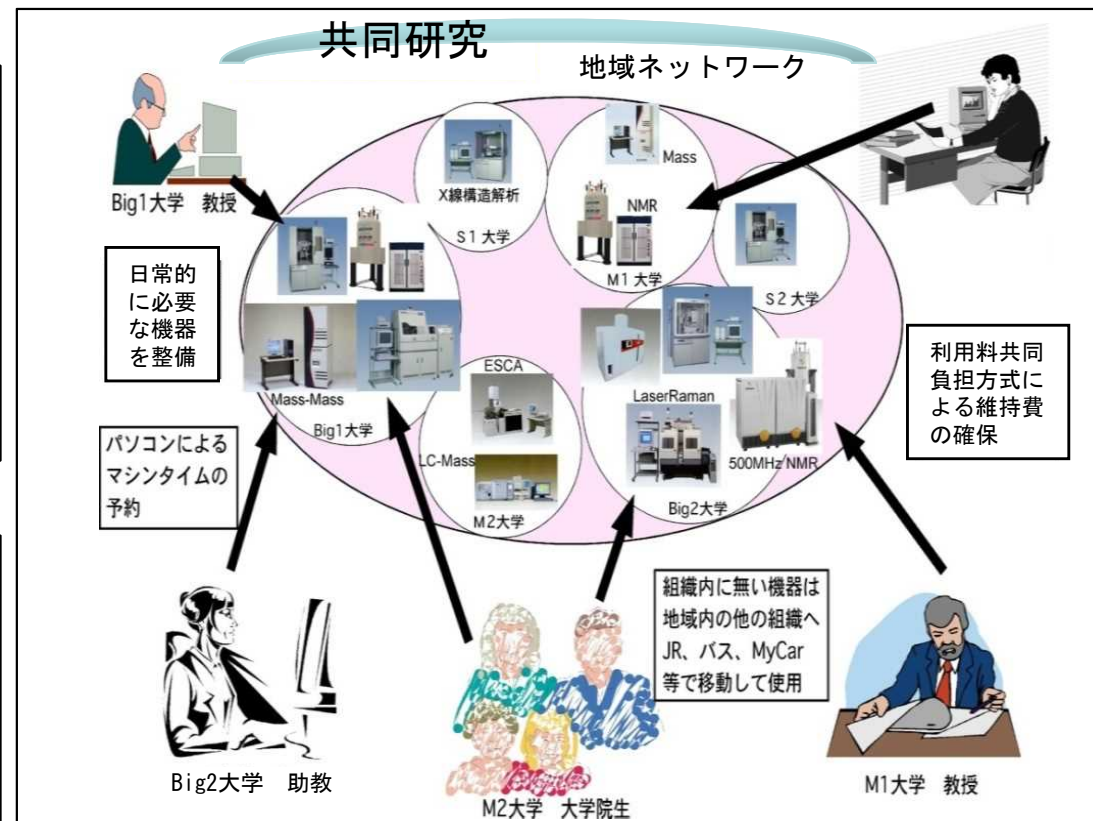 共同研究
地域ネットワーク
Big1大学　教授
X線構造解析
S1大学
Mass
NMR
M1大学
S2大学
日常的
に必要
な機器
を整備
Mass-Mass
Big1大学
ESCA
LC-Mass
M2大学
LaserRaman
500MHz NMR
Big2大学
利用料共同
負担方式に
よる維持費
の確保
パソコンによる
マシンタイムの
予約
組織内に無い機器は
地域内の他の組織へ
JR、バス、MyCar
等で移動して使用
Big2大学　助教
M2大学　大学院生
M1大学　教授